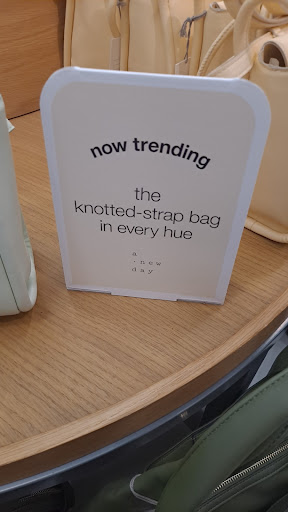 now trending
the
knotted-strap bag
in every hue
a
·new
day